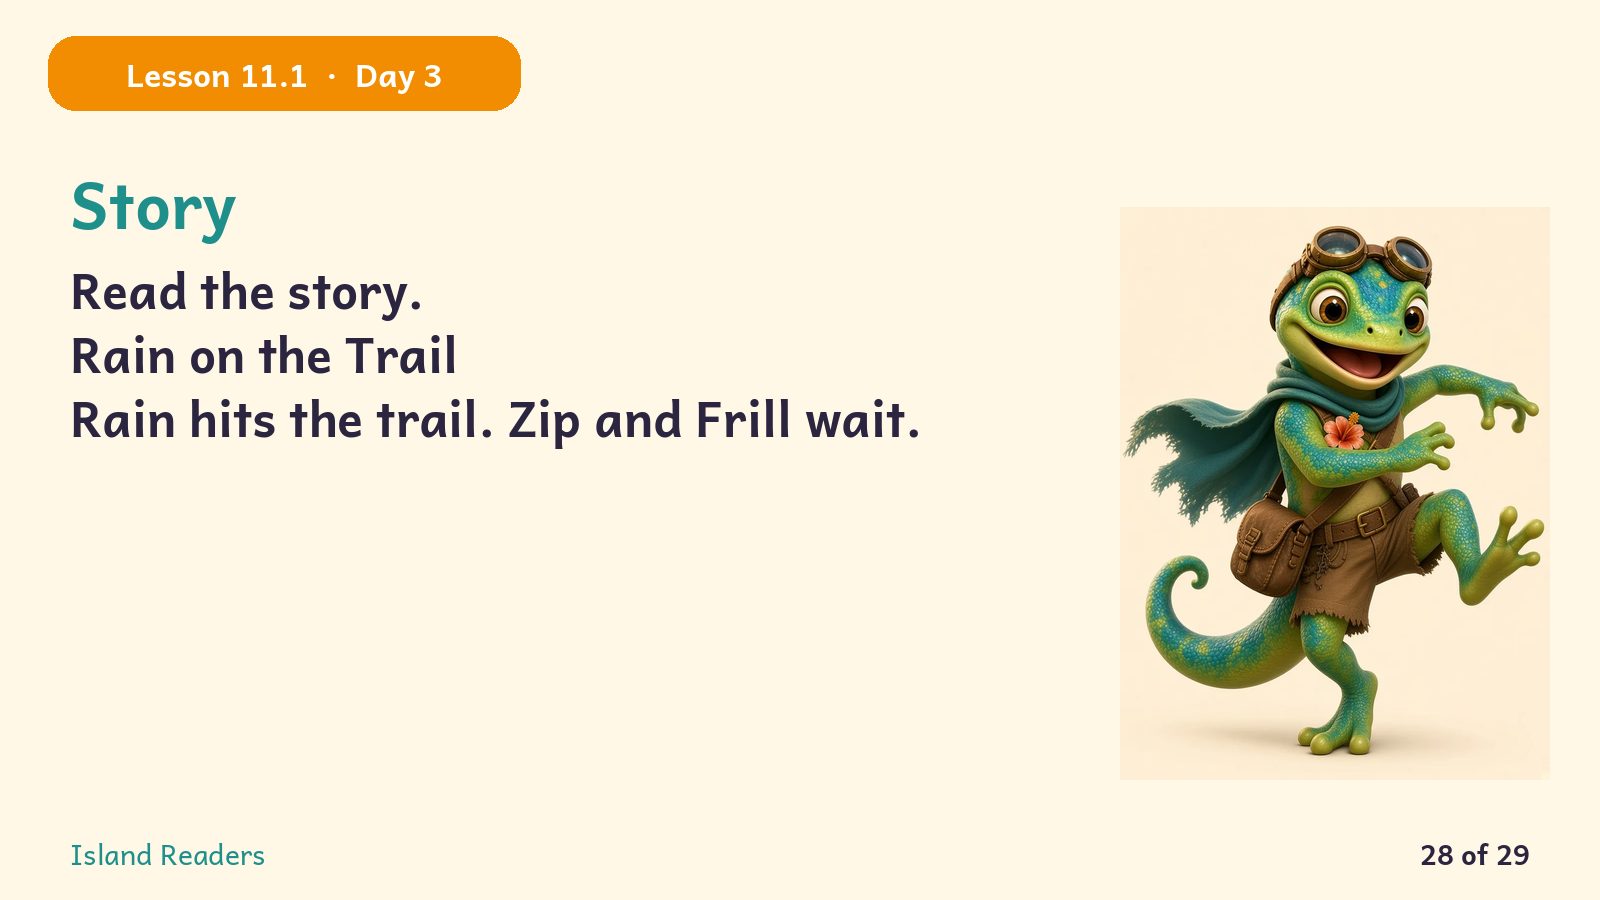 Lesson 11.1 · Day 3
Story
Read the story.
Rain on the Trail
Rain hits the trail. Zip and Frill wait.
Island Readers
28 of 29